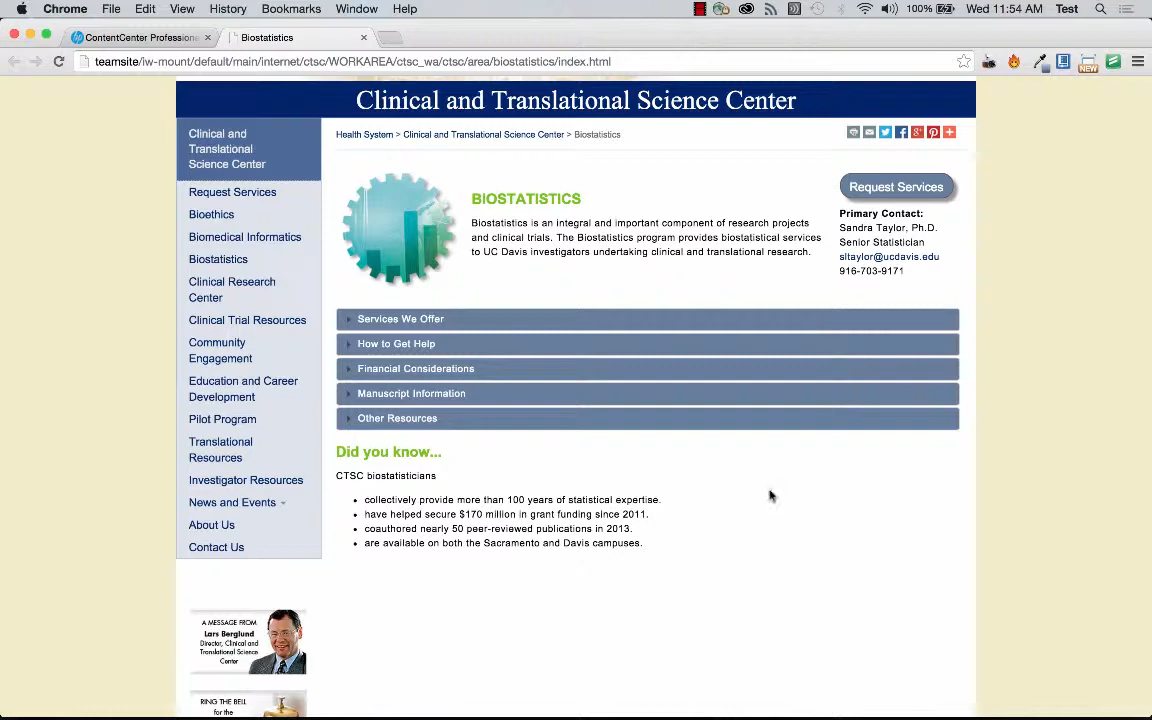 Chrome File Edit View History Bookmarks Window Help 100% Wed 11:54 AM Test
ContentCenter Profession
Biostatistics
teamsite/iw-mount/default/main/internet/ctsc/WORKAREA/ctsc_wa/ctsc/area/biostatistics/index.html
NEW
Clinical and Translational Science Center
Clinical and
Translational
Science Center
Request Services
Bioethics
Biomedical Informatics
Biostatistics
Clinical Research
Center
Clinical Trial Resources
Community
Engagement
Education and Career
Development
Pilot Program
Translational
Resources
Investigator Resources
News and Events
About Us
Contact Us
Health System > Clinical and Translational Science Center > Biostatistics
BIOSTATISTICS
Biostatistics is an integral and important component of research projects
and clinical trials. The Biostatistics program provides biostatistical services
to UC Davis investigators undertaking clinical and translational research.
Request Services
Primary Contact:
Sandra Taylor, Ph.D.
Senior Statistician
sltaylor@ucdavis.edu
916-703-9171
Services We Offer
How to Get Help
Financial Considerations
Manuscript Information
Other Resources
Did you know...
CTSC biostatisticians
• collectively provide more than 100 years of statistical expertise.
• have helped secure $170 million in grant funding since 2011.
• coauthored nearly 50 peer-reviewed publications in 2013.
• are available on both the Sacramento and Davis campuses.
A MESSAGE FROM
Lars Berglund
Director, Clinical and
Translational Science
Center
RING THE BELL
for the